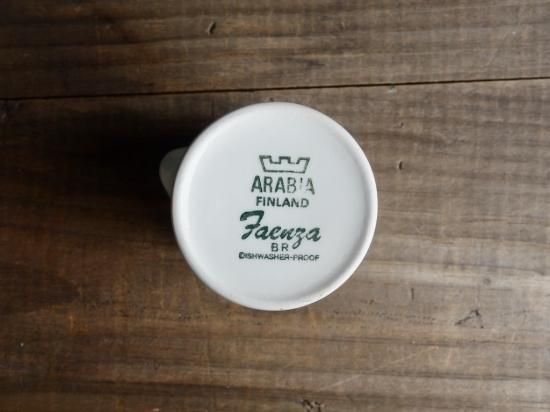 ARABIA
FINLAND
Faenza
BR
DISHWASHER-PROOF